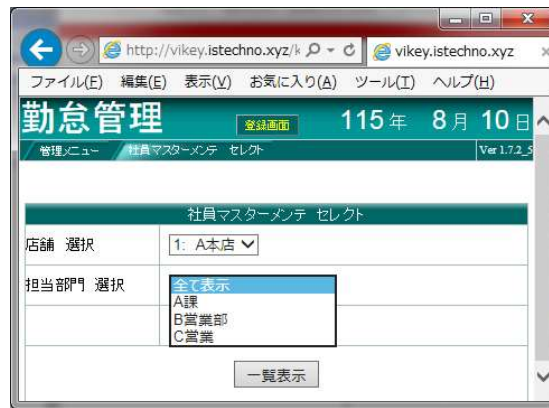 http://vikey.istechno.xyz/k
vikey.istechno.xyz
ファイル(F) 編集(E) 表示(V) お気に入り(A) ツール(T) ヘルプ(H)
勤怠管理 登録画面 115年 8月 10日
管理メニュー 社員マスターメンテ セレクト Ver 1.7.2_5
社員マスターメンテ セレクト
店舗 選択 1: A本店
担当部門 選択 全て表示
A課
B営業部
C営業
一覧表示